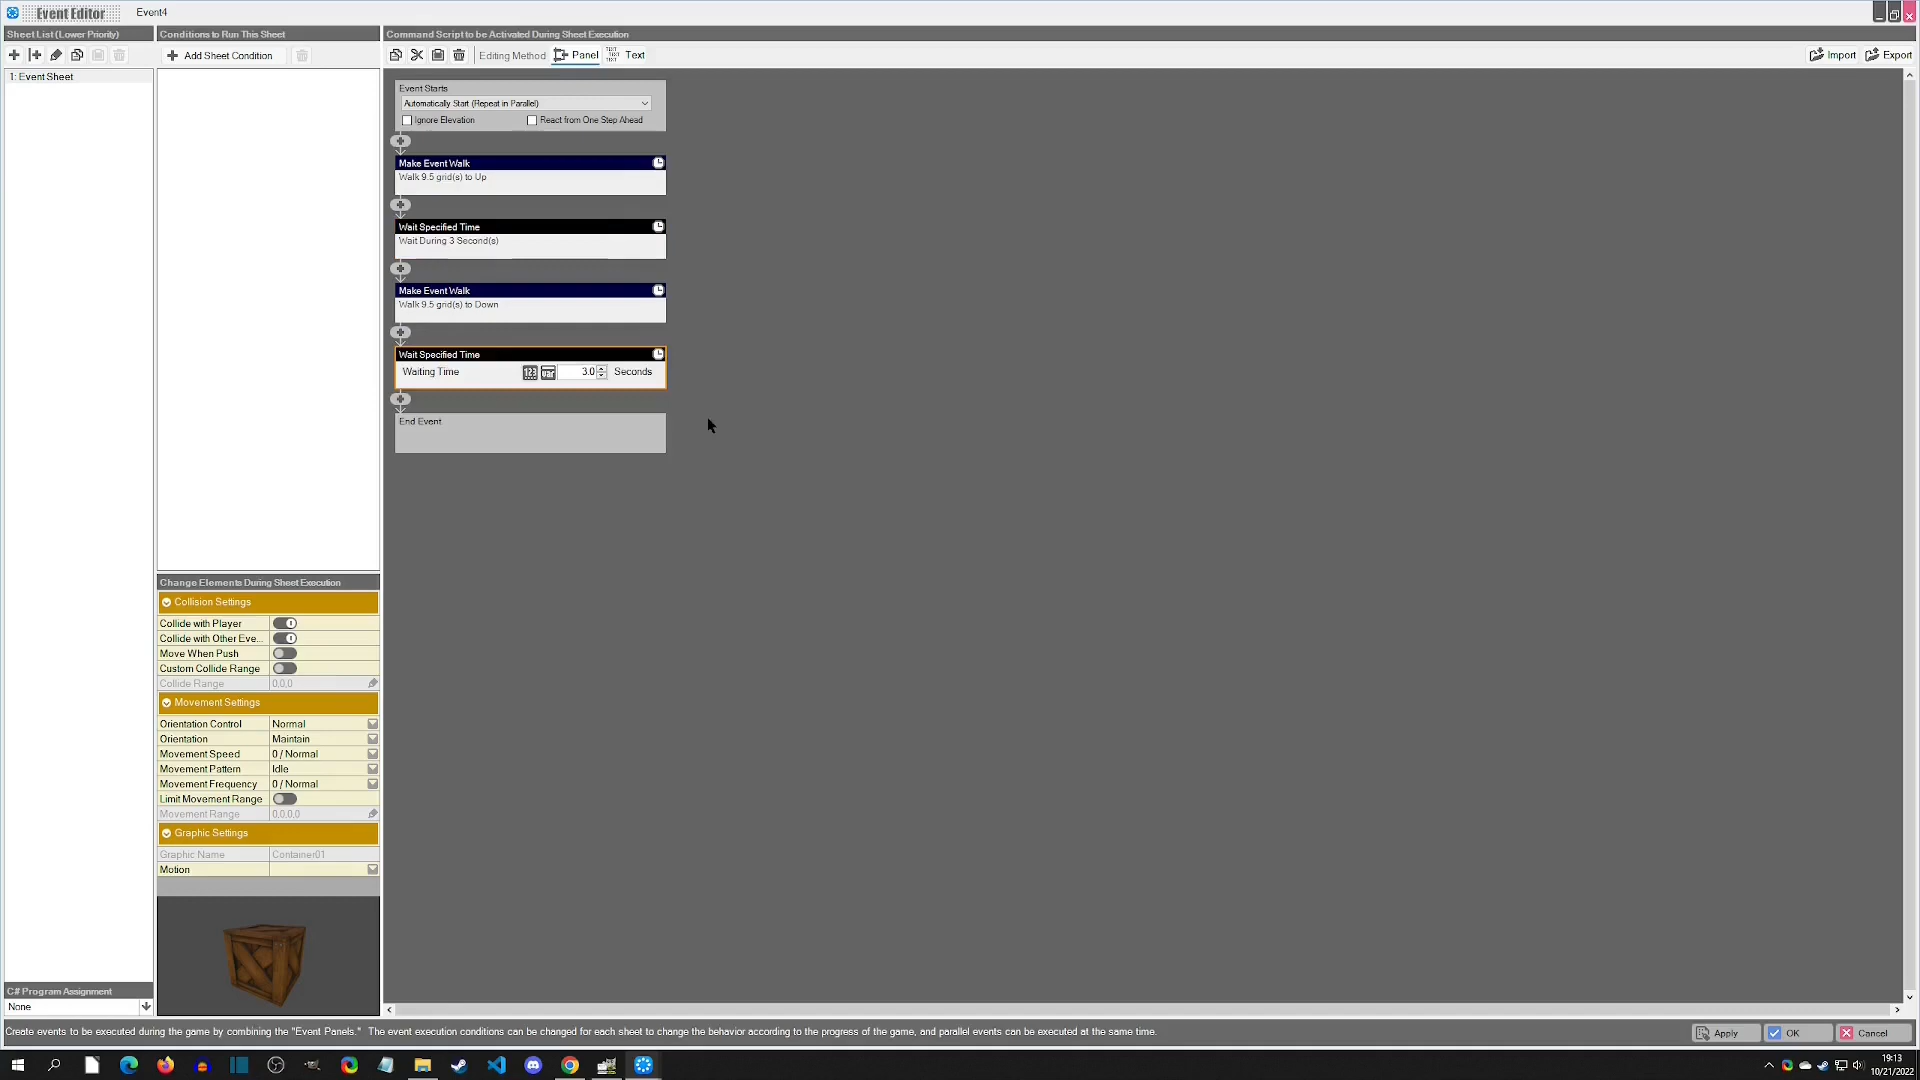 Event Editor
Event4
Sheet List (Lower Priority)
Conditions to Run This Sheet
Command Script to be Activated During Sheet Execution
Add Sheet Condition
Editing Method
Panel
Text
Import
Export
1: Event Sheet
Event Starts
Automatically Start (Repeat in Parallel)
Ignore Elevation
React from One Step Ahead
Make Event Walk
Walk 9.5 grid(s) to Up
Wait Specified Time
Wait During 3 Second(s)
Make Event Walk
Walk 9.5 grid(s) to Down
Wait Specified Time
Waiting Time
123
Var
3.0
Seconds
End Event
Change Elements During Sheet Execution
Collision Settings
Collide with Player
Collide with Other Eve...
Move When Push
Custom Collide Range
Collide Range 0,0,0
Movement Settings
Orientation Control Normal
Orientation Maintain
Movement Speed 0 / Normal
Movement Pattern Idle
Movement Frequency 0 / Normal
Limit Movement Range
Movement Range 0,0,0,0
Graphic Settings
Graphic Name Container01
Motion
C# Program Assignment
None
Create events to be executed during the game by combining the "Event Panels." The event execution conditions can be changed for each sheet to change the behavior according to the progress of the game, and parallel events can be executed at the same time.
Apply
OK
Cancel
19:13
10/21/2022